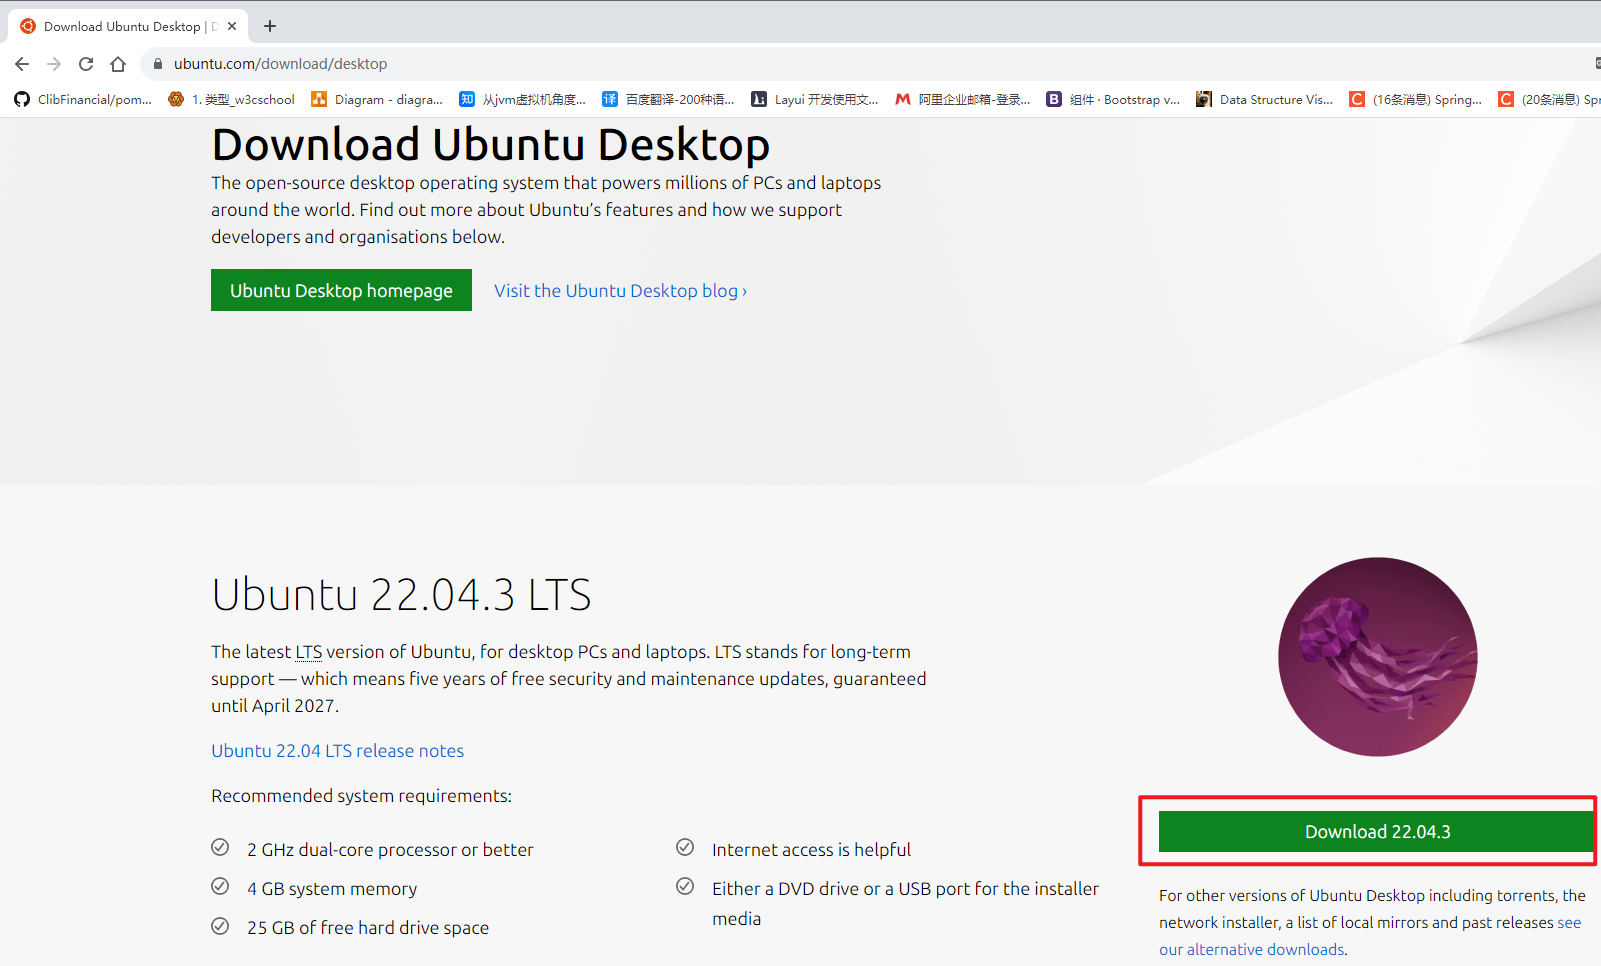 Download Ubuntu Desktop |
ubuntu.com/download/desktop
ClibFinancial/pom... 1. 类型_w3cschool Diagram - diagra... 从jvm虚拟机角度... 百度翻译-200种语... Layui 开发使用文... 阿里企业邮箱-登录... 组件 · Bootstrap v... Data Structure Vis... (16条消息) Spring... (20条消息) Spr
Download Ubuntu Desktop
The open-source desktop operating system that powers millions of PCs and laptops
around the world. Find out more about Ubuntu’s features and how we support
developers and organisations below.
Ubuntu Desktop homepage Visit the Ubuntu Desktop blog ›
Ubuntu 22.04.3 LTS
The latest LTS version of Ubuntu, for desktop PCs and laptops. LTS stands for long-term
support — which means five years of free security and maintenance updates, guaranteed
until April 2027.
Ubuntu 22.04 LTS release notes
Recommended system requirements:
2 GHz dual-core processor or better
4 GB system memory
25 GB of free hard drive space
Internet access is helpful
Either a DVD drive or a USB port for the installer
media
Download 22.04.3
For other versions of Ubuntu Desktop including torrents, the
network installer, a list of local mirrors and past releases see
our alternative downloads.